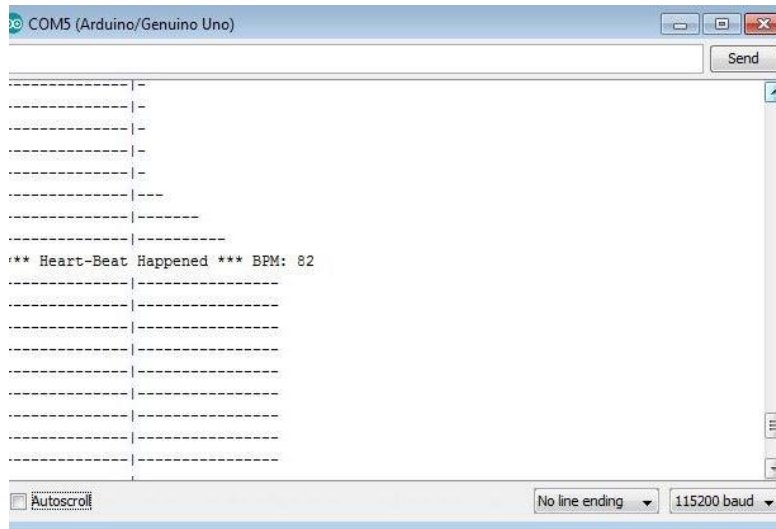 COM5 (Arduino/Genuino Uno)
Send
--------------|-
--------------|-
--------------|-
--------------|-
--------------|-
--------------|---
--------------|-------
--------------|----------
** Heart-Beat Happened *** BPM: 82
--------------|----------------
--------------|----------------
--------------|----------------
--------------|----------------
--------------|----------------
--------------|----------------
--------------|----------------
--------------|----------------
--------------|----------------
Autoscroll
No line ending
115200 baud